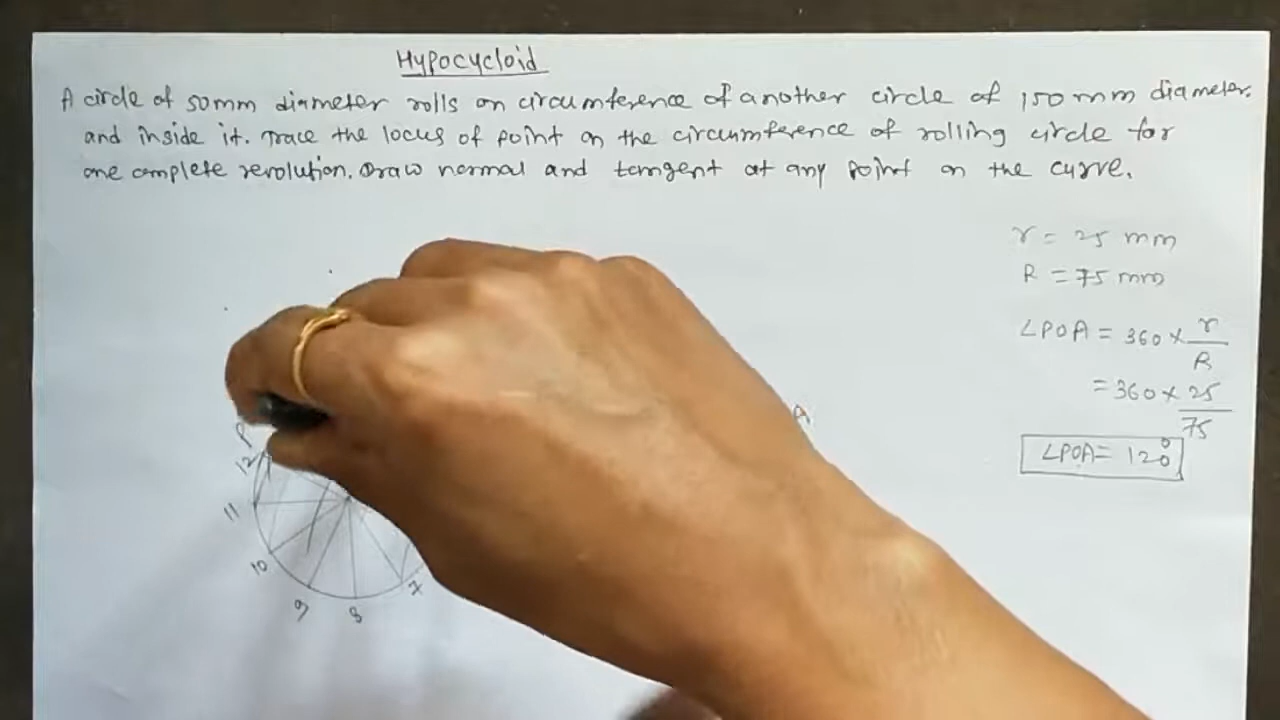 Hypocycloid
A circle of 50mm diameter rolls on circumference of another circle of 150 mm diameter.
and inside it. Trace the locus of point on the circumference of rolling circle for
one complete revolution. Draw normal and tangent at any point on the curve.
r = 25 mm
R = 75 mm
∠POA = 360 × r/R
= 360 × 25/75
∠POA = 120°
A
P
12
11
10
9
8
7